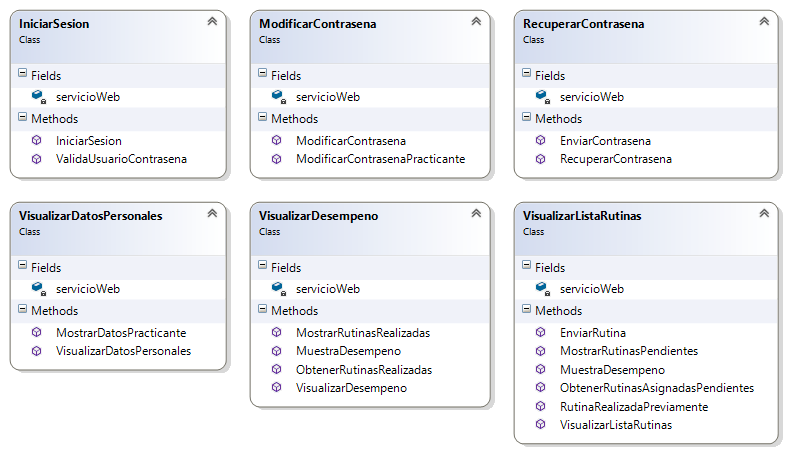 IniciarSesion
Class
Fields
servicioWeb
Methods
IniciarSesion
ValidaUsuarioContrasena
ModificarContrasena
Class
Fields
servicioWeb
Methods
ModificarContrasena
ModificarContrasenaPracticante
RecuperarContrasena
Class
Fields
servicioWeb
Methods
EnviarContrasena
RecuperarContrasena
VisualizarDatosPersonales
Class
Fields
servicioWeb
Methods
MostrarDatosPracticante
VisualizarDatosPersonales
VisualizarDesempeno
Class
Fields
servicioWeb
Methods
MostrarRutinasRealizadas
MuestraDesempeno
ObtenerRutinasRealizadas
VisualizarDesempeno
VisualizarListaRutinas
Class
Fields
servicioWeb
Methods
EnviarRutina
MostrarRutinasPendientes
MuestraDesempeno
ObtenerRutinasAsignadasPendientes
RutinaRealizadaPreviamente
VisualizarListaRutinas